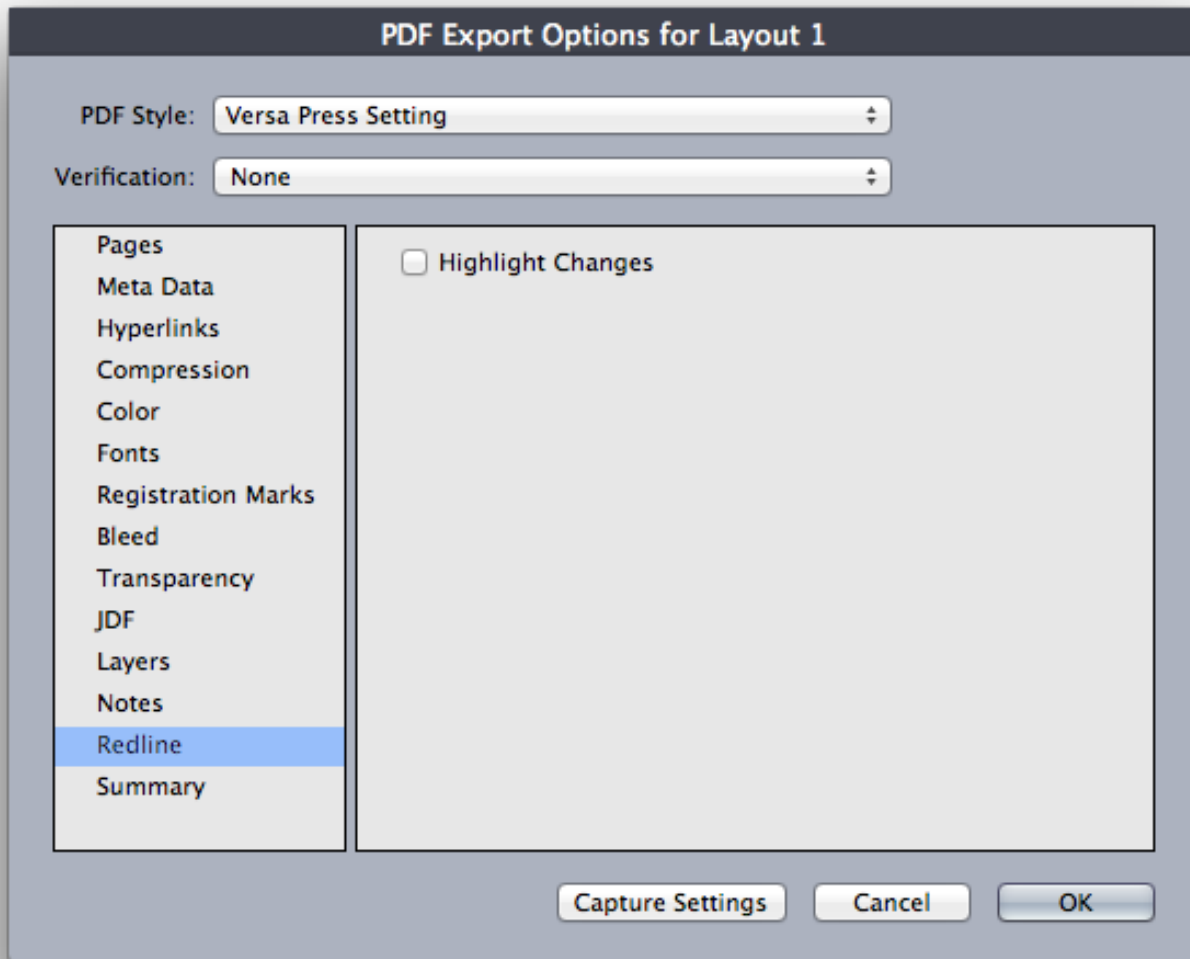 PDF Export Options for Layout 1
PDF Style: Versa Press Setting
Verification: None
Pages
Meta Data
Hyperlinks
Compression
Color
Fonts
Registration Marks
Bleed
Transparency
JDF
Layers
Notes
Redline
Summary
Highlight Changes
Capture Settings Cancel OK